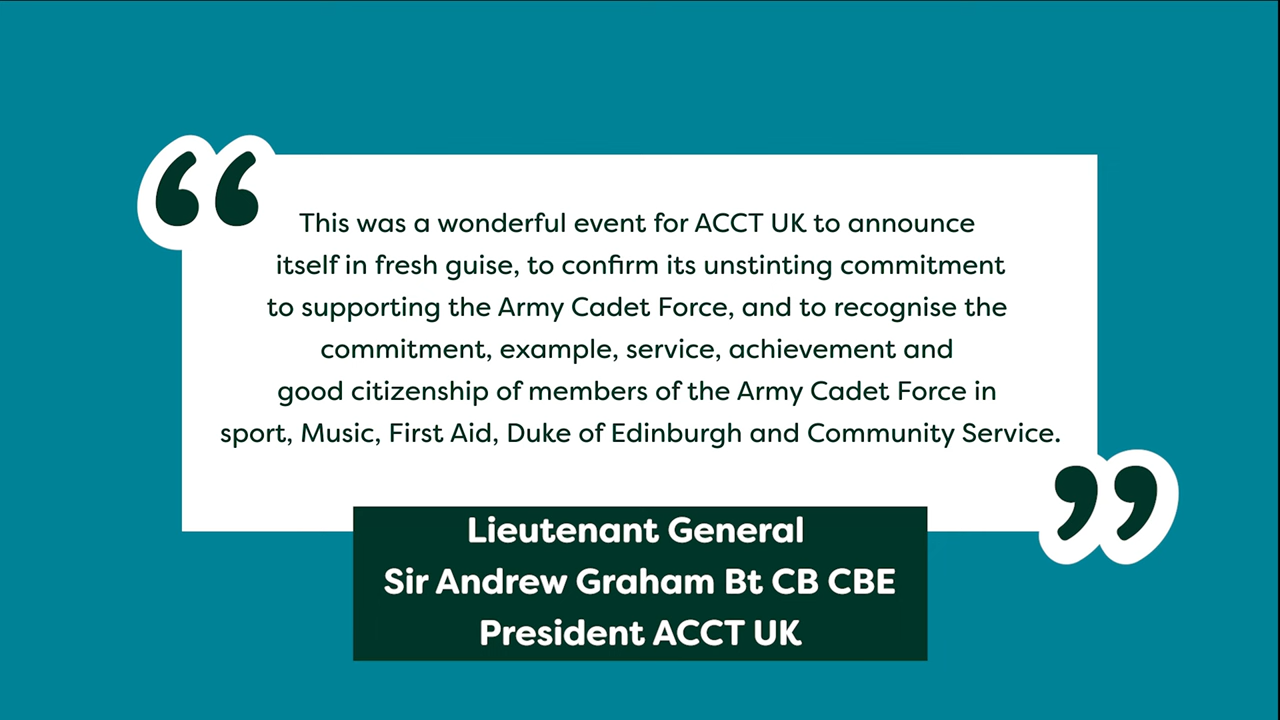 “
This was a wonderful event for ACCT UK to announce
itself in fresh guise, to confirm its unstinting commitment
to supporting the Army Cadet Force, and to recognise the
commitment, example, service, achievement and
good citizenship of members of the Army Cadet Force in
sport, Music, First Aid, Duke of Edinburgh and Community Service.
”
Lieutenant General
Sir Andrew Graham Bt CB CBE
President ACCT UK